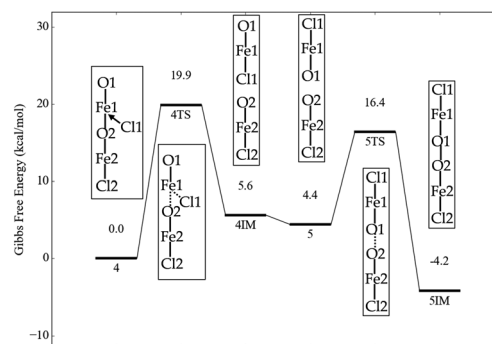 Gibbs Free Energy (kcal/mol)
30
20
10
0
−10
0.0
4
19.9
4TS
5.6
4IM
4.4
5
16.4
5TS
-4.2
5IM
O1
Fe1
Cl1
O2
Fe2
Cl2
O1
Fe1
Cl1
O2
Fe2
Cl2
O1
Fe1
Cl1
O2
Fe2
Cl2
Cl1
Fe1
O1
O2
Fe2
Cl2
Cl1
Fe1
O1
O2
Fe2
Cl2
Cl1
Fe1
O1
O2
Fe2
Cl2